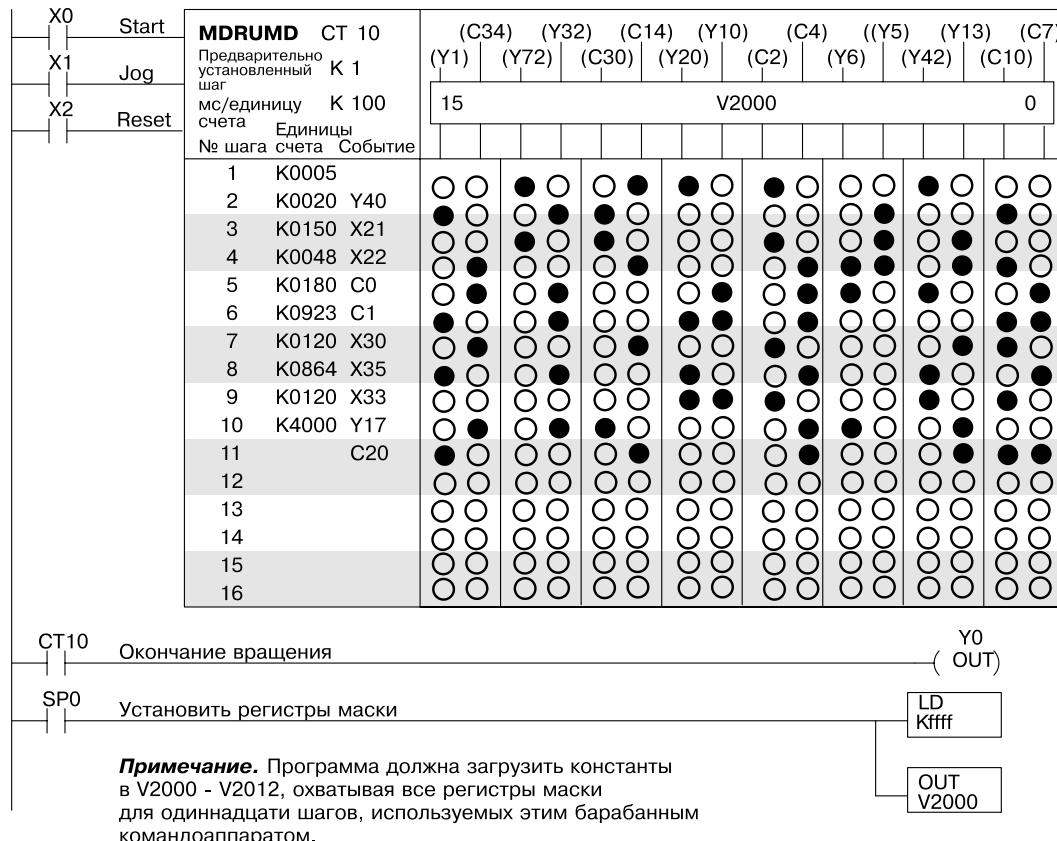 X0
Start
X1
Jog
X2
Reset
MDRUMD CT 10
Предварительно
установленный K 1
шаг
мс/единицу K 100
счета
Единицы
№ шага счета Событие
(C34) (Y32) (C14) (Y10) (C4) ((Y5) (Y13) (C7)
(Y1) (Y72) (C30) (Y20) (C2) (Y6) (Y42) (C10)
15 V2000 0
1 K0005
2 K0020 Y40
3 K0150 X21
4 K0048 X22
5 K0180 C0
6 K0923 C1
7 K0120 X30
8 K0864 X35
9 K0120 X33
10 K4000 Y17
11 C20
12
13
14
15
16
CT10
Окончание вращения
Y0
( OUT)
SP0
Установить регистры маски
LD
Kffff
OUT
V2000
Примечание. Программа должна загрузить константы
в V2000 - V2012, охватывая все регистры маски
для одиннадцати шагов, используемых этим барабанным
командоаппаратом.